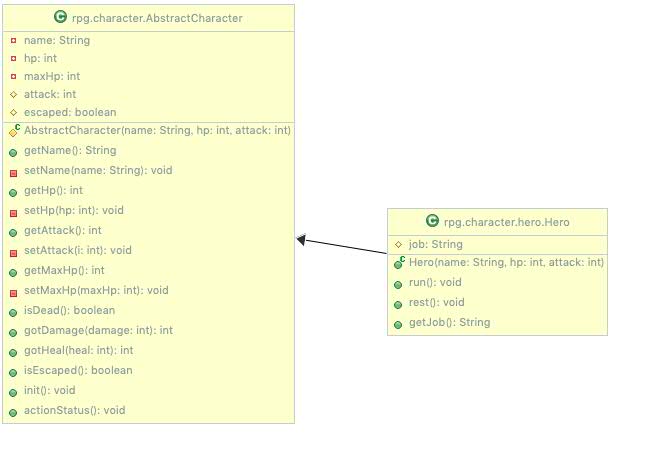 rpg.character.AbstractCharacter
name: String
hp: int
maxHp: int
attack: int
escaped: boolean
AbstractCharacter(name: String, hp: int, attack: int)
getName(): String
setName(name: String): void
getHp(): int
setHp(hp: int): void
getAttack(): int
setAttack(i: int): void
getMaxHp(): int
setMaxHp(maxHp: int): void
isDead(): boolean
gotDamage(damage: int): int
gotHeal(heal: int): int
isEscaped(): boolean
init(): void
actionStatus(): void
rpg.character.hero.Hero
job: String
Hero(name: String, hp: int, attack: int)
run(): void
rest(): void
getJob(): String